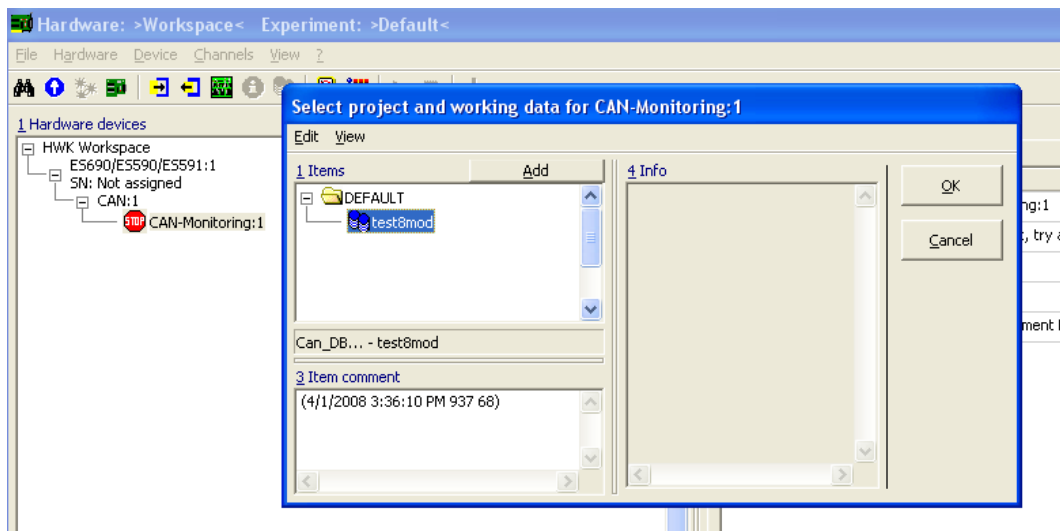 Hardware: >Workspace< Experiment: >Default<
File Hardware Device Channels View ?
1 Hardware devices
HWK Workspace
ES690/ES590/ES591:1
SN: Not assigned
CAN:1
STOP CAN-Monitoring:1
Select project and working data for CAN-Monitoring:1
Edit View
1 Items Add
DEFAULT
test8mod
Can_DB... - test8mod
3 Item comment
(4/1/2008 3:36:10 PM 937 68)
4 Info
OK
Cancel
ng:1
, try
ment